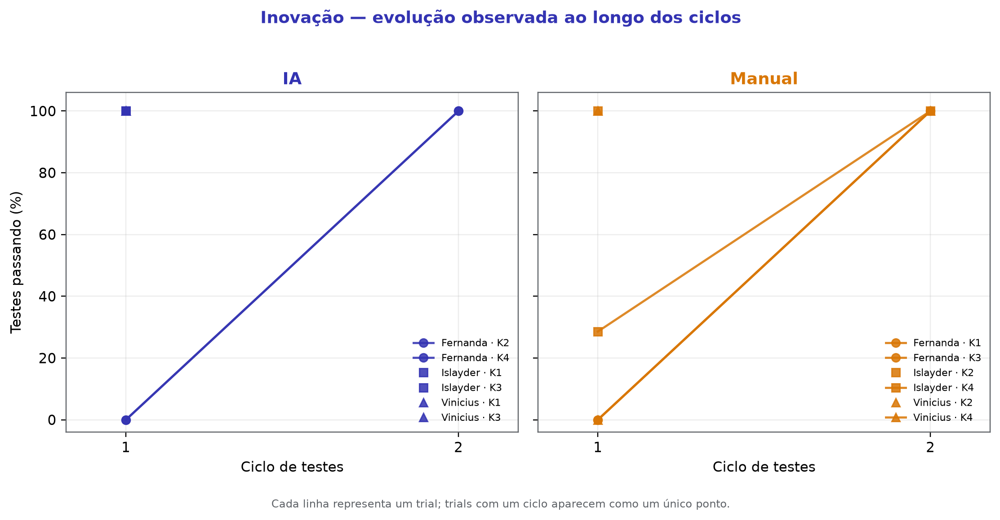 Inovação — evolução observada ao longo dos ciclos
IA
Testes passando (%)
100
80
60
40
20
0
Fernanda · K2
Fernanda · K4
Islayder · K1
Islayder · K3
Vinicius · K1
Vinicius · K3
1
2
Ciclo de testes
Manual
Fernanda · K1
Fernanda · K3
Islayder · K2
Islayder · K4
Vinicius · K2
Vinicius · K4
1
2
Ciclo de testes
Cada linha representa um trial; trials com um ciclo aparecem como um único ponto.